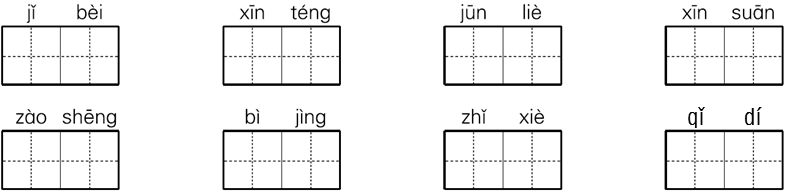 jǐ bèi xīn téng jūn liè xīn suān
zào shēng bì jìng zhǐ xiè qǐ dí